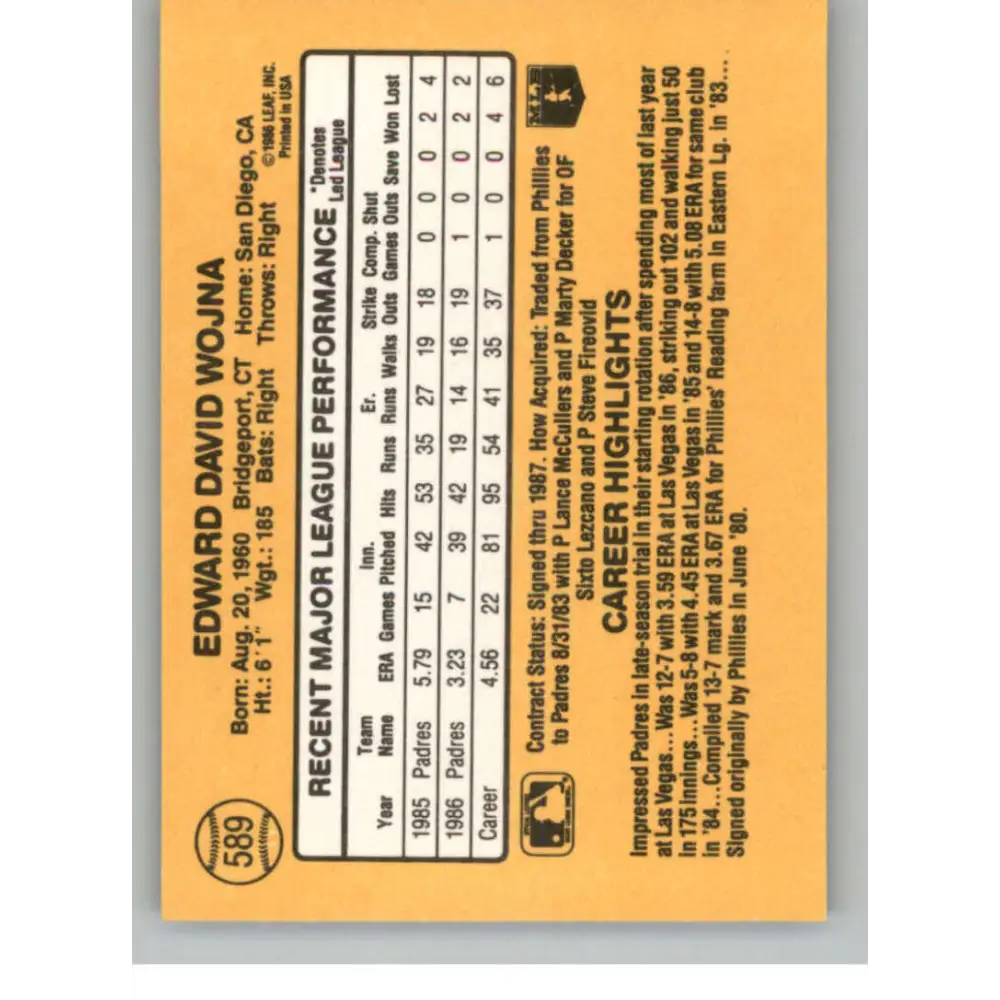 589
EDWARD DAVID WOJNA
Born: Aug. 20, 1960 Bridgeport, CT Home: San Diego, CA
Ht.: 6'1" Wgt.: 185 Bats: Right Throws: Right
©1986 LEAF, INC.
Printed in USA
RECENT MAJOR LEAGUE PERFORMANCE *Denotes Led League
Year Team Name ERA Games Inn. Pitched Hits Runs Er. Runs Walks Strike Outs Comp. Games Shut Outs Save Won Lost
1985 Padres 5.79 15 42 53 35 27 19 18 0 0 0 2 4
1986 Padres 3.23 7 39 42 19 14 16 19 1 0 0 2 2
Career 4.56 22 81 95 54 41 35 37 1 0 0 4 6
Contract Status: Signed thru 1987. How Acquired: Traded from Phillies
to Padres 8/31/83 with P Lance McCullers and P Marty Decker for OF
Sixto Lezcano and P Steve Fireovid
MLB
CAREER HIGHLIGHTS
Impressed Padres in late-season trial in their starting rotation after spending most of last year
at Las Vegas...Was 12-7 with 3.59 ERA at Las Vegas in '86, striking out 102 and walking just 50
in 175 innings...Was 5-8 with 4.45 ERA at Las Vegas in '85 and 14-8 with 5.08 ERA for same club
in '84...Compiled 13-7 mark and 3.67 ERA for Phillies' Reading farm in Eastern Lg. in '83...
Signed originally by Phillies in June '80.